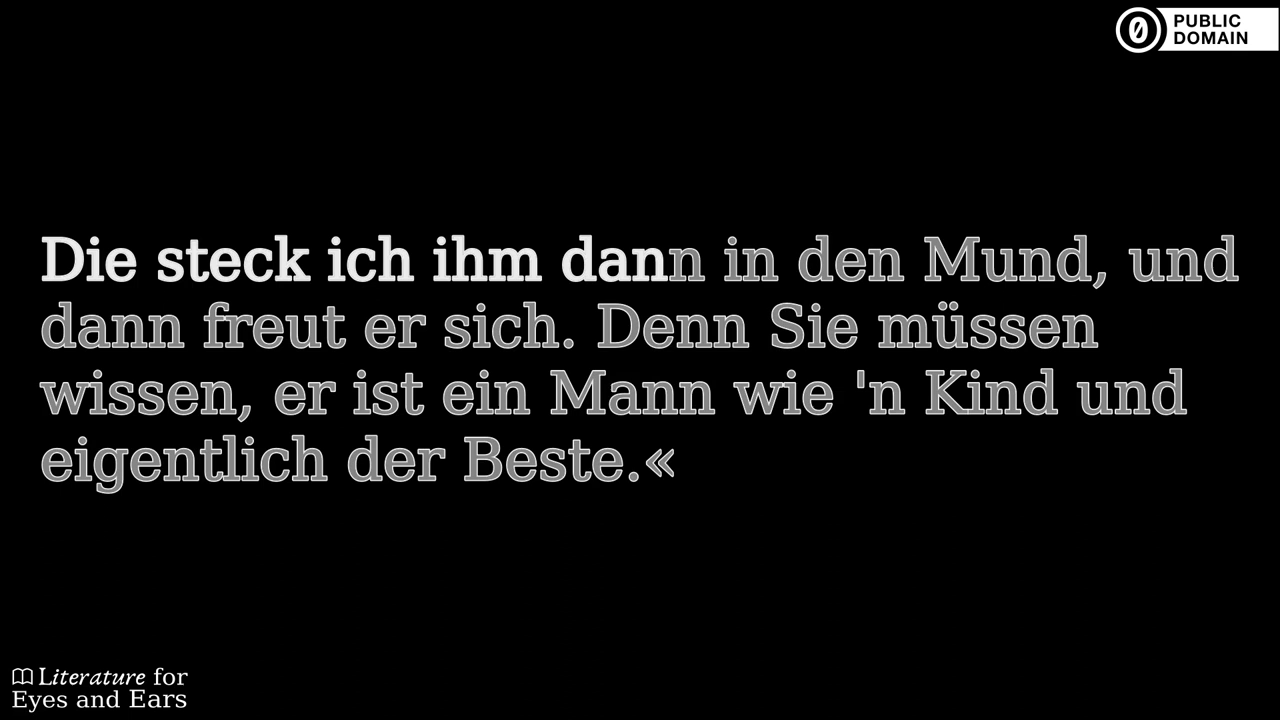 PUBLIC
DOMAIN
Die steck ich ihm dann in den Mund, und
dann freut er sich. Denn Sie müssen
wissen, er ist ein Mann wie 'n Kind und
eigentlich der Beste.«
Literature for
Eyes and Ears